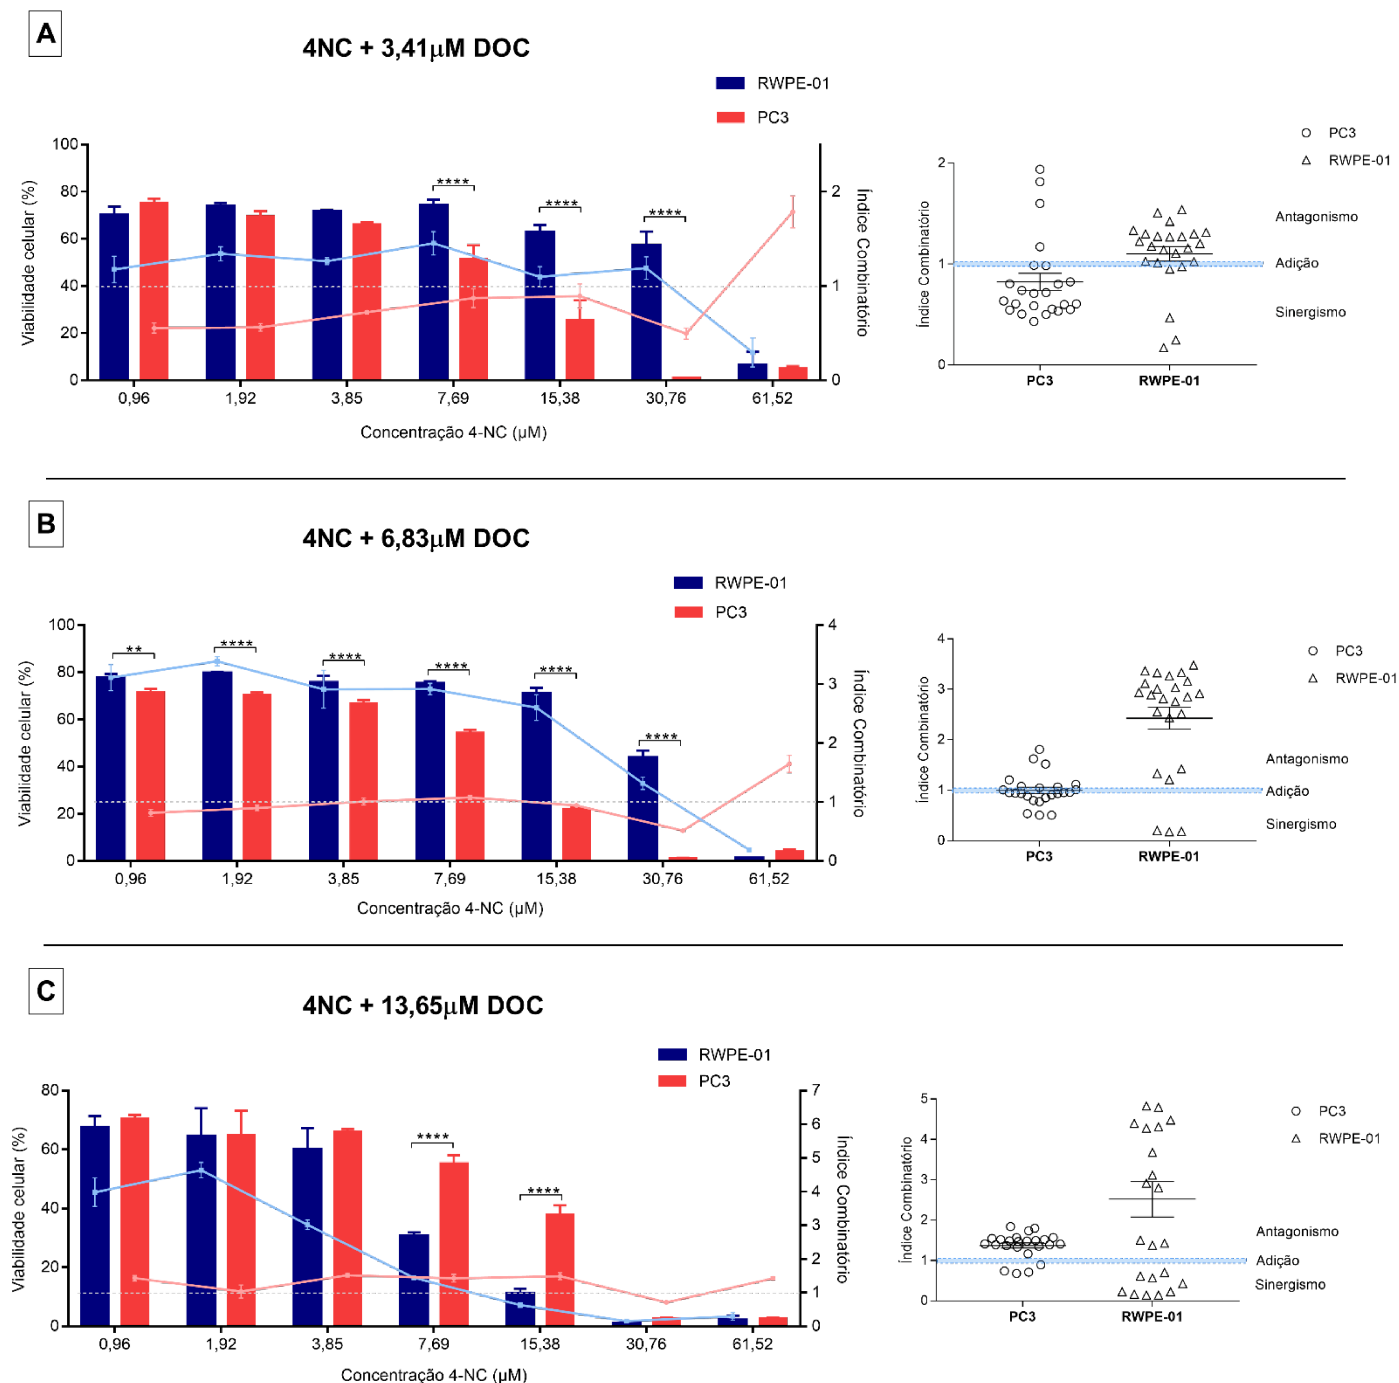 A
4NC + 3,41µM DOC
RWPE-01
PC3
Viabilidade celular (%)
100
80
60
40
20
0
**** **** ****
2
1
0
Índice Combinatório
0,96 1,92 3,85 7,69 15,38 30,76 61,52
Concentração 4-NC (µM)
PC3
RWPE-01
Índice Combinatório
2
1
0
Antagonismo
Adição
Sinergismo
PC3 RWPE-01
B
4NC + 6,83µM DOC
RWPE-01
PC3
Viabilidade celular (%)
100
80
60
40
20
0
** **** **** **** **** ****
4
3
2
1
0
Índice Combinatório
0,96 1,92 3,85 7,69 15,38 30,76 61,52
Concentração 4-NC (µM)
PC3
RWPE-01
Índice Combinatório
4
3
2
1
0
Antagonismo
Adição
Sinergismo
PC3 RWPE-01
C
4NC + 13,65µM DOC
RWPE-01
PC3
Viabilidade celular (%)
80
60
40
20
0
**** ****
7
6
5
4
3
2
1
0
Índice Combinatório
0,96 1,92 3,85 7,69 15,38 30,76 61,52
Concentração 4-NC (µM)
PC3
RWPE-01
Índice Combinatório
5
4
3
2
1
0
Antagonismo
Adição
Sinergismo
PC3 RWPE-01